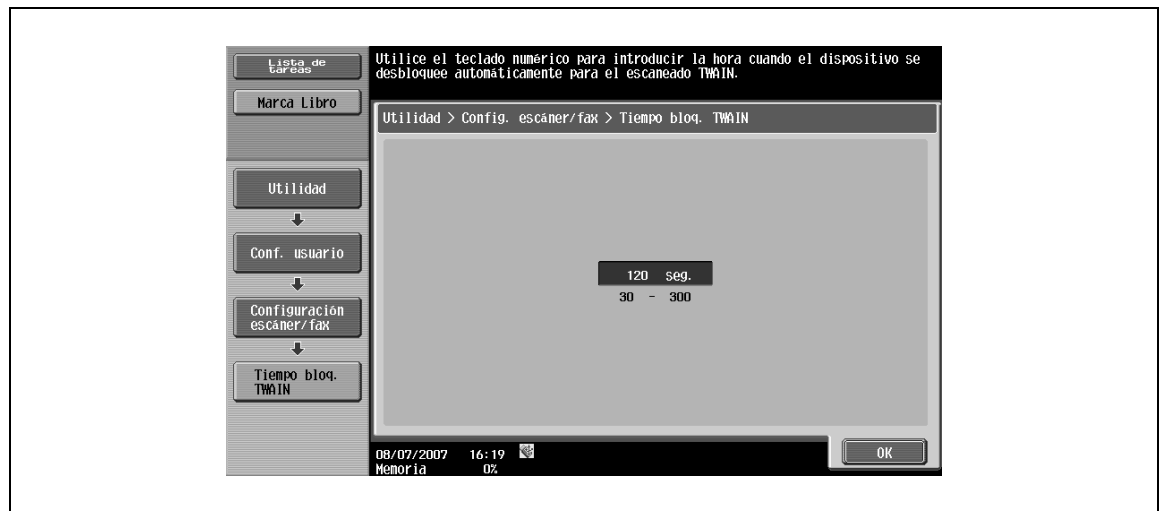 Lista de
tareas
Marca Libro
Utilidad
Conf. usuario
Configuración
escáner/fax
Tiempo bloq.
TWAIN
Utilice el teclado numérico para introducir la hora cuando el dispositivo se
desbloquee automáticamente para el escaneado TWAIN.
Utilidad > Config. escáner/fax > Tiempo bloq. TWAIN
120 seg.
30 - 300
08/07/2007 16:19
Memoria 0%
OK